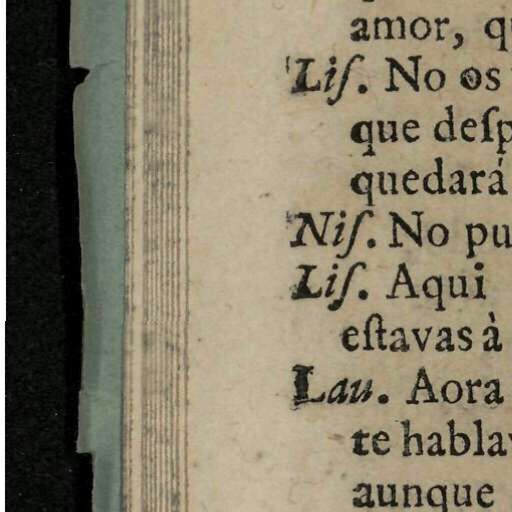 amor,
Liſ. No os
que deſp
quedará
Niſ. No pu
Liſ. Aqui
eſtavas à
Lau. Aora
te habla
aunque